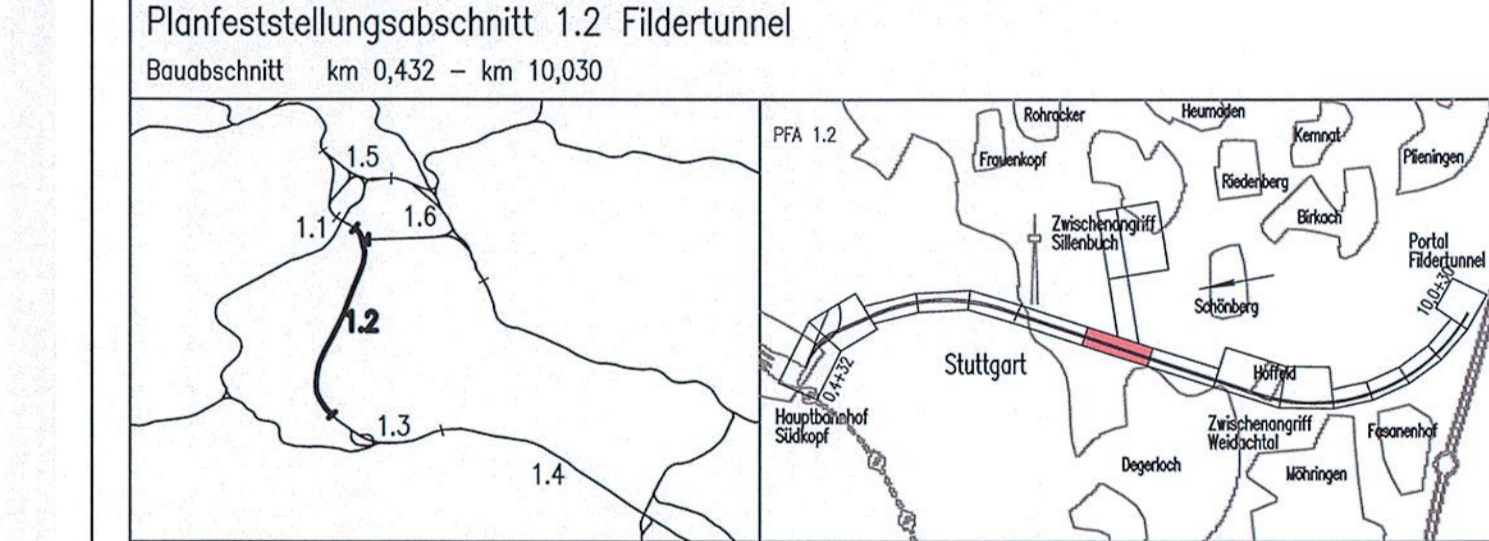 Planfeststellungsabschnitt 1.2 Fildertunnel
Bauabschnitt km 0,432 – km 10,030
1.5
1.6
1.1
1.2
1.3
1.4
PFA 1.2
Rohracker
Heumaden
Frauenkopf
Kemnat
Plieningen
Riedenberg
Birkach
Zwischenangriff
Sillenbuch
Portal
Fildertunnel
Schönberg
10,0+30
Stuttgart
Hoffeld
0,4+32
Hauptbahnhof
Südkopf
Zwischenangriff
Weidachtal
Fasanenhof
Degerloch
Möhringen